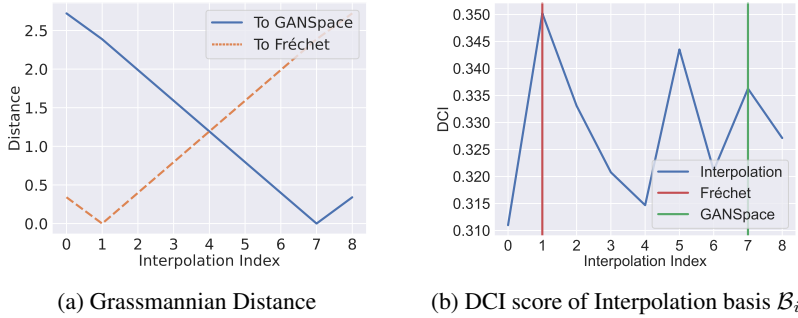 2.5
2.0
1.5
1.0
0.5
0.0
Distance
To GANSpace
To Fréchet
0 1 2 3 4 5 6 7 8
Interpolation Index
(a) Grassmannian Distance
0.350
0.345
0.340
0.335
0.330
0.325
0.320
0.315
0.310
DCI
Interpolation
Fréchet
GANSpace
0 1 2 3 4 5 6 7 8
Interpolation Index
(b) DCI score of Interpolation basis ℬᵢ